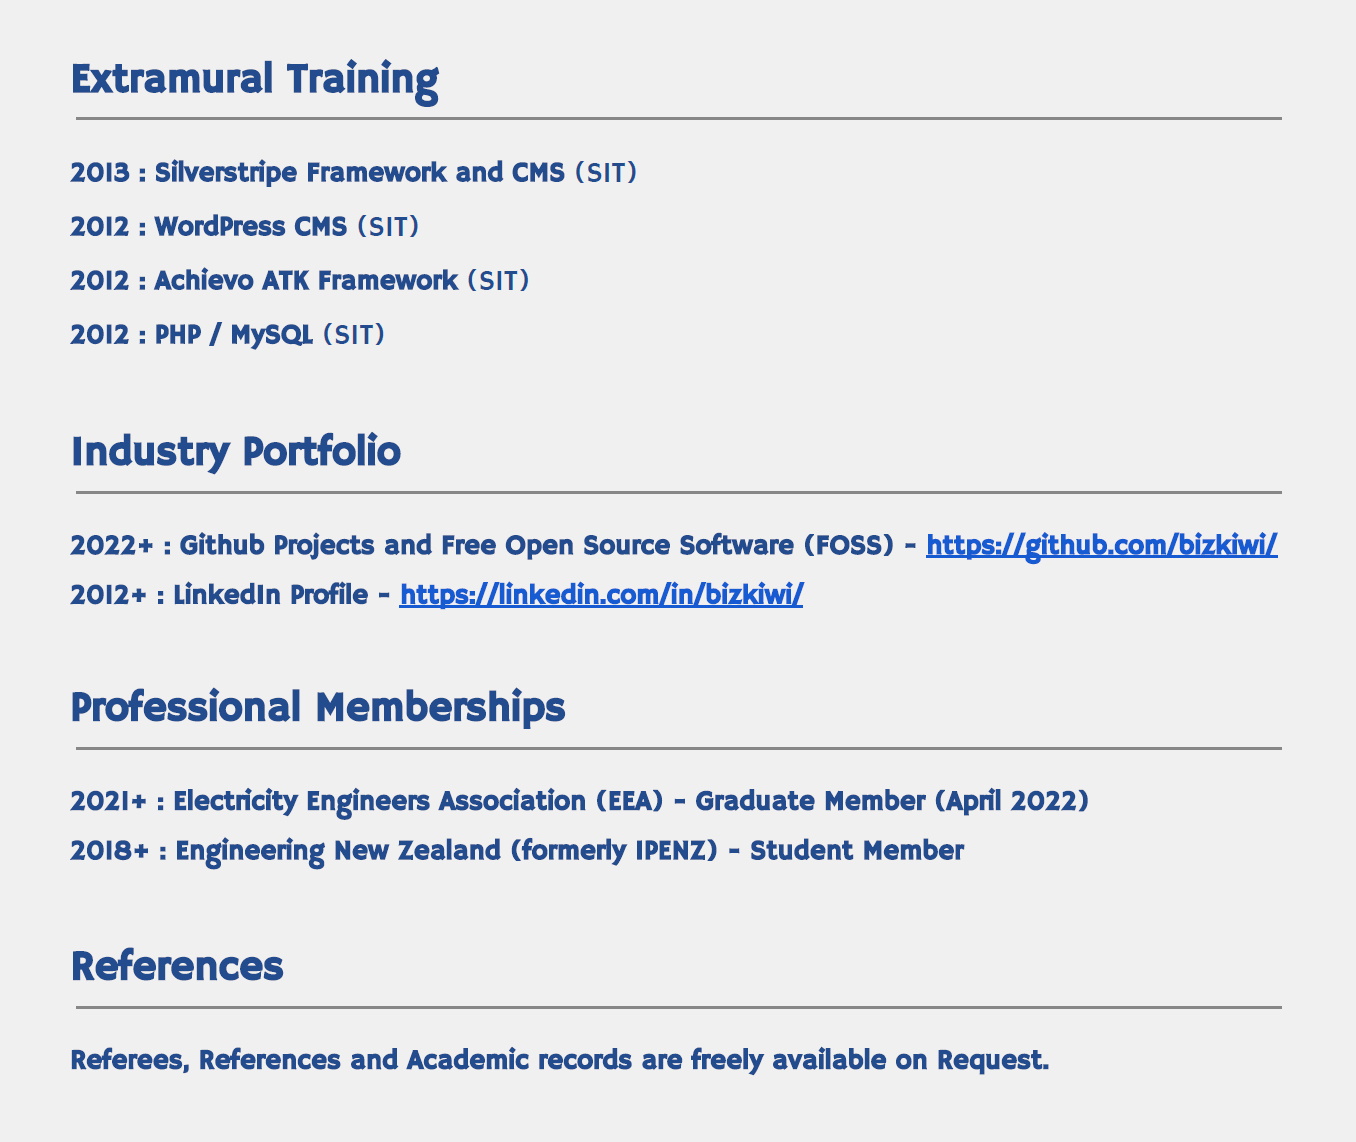 Extramural Training
2013 : Silverstripe Framework and CMS (SIT)
2012 : WordPress CMS (SIT)
2012 : Achievo ATK Framework (SIT)
2012 : PHP / MySQL (SIT)
Industry Portfolio
2022+ : Github Projects and Free Open Source Software (FOSS) - https://github.com/bizkiwi/
2012+ : LinkedIn Profile - https://linkedin.com/in/bizkiwi/
Professional Memberships
2021+ : Electricity Engineers Association (EEA) - Graduate Member (April 2022)
2018+ : Engineering New Zealand (formerly IPENZ) - Student Member
References
Referees, References and Academic records are freely available on Request.